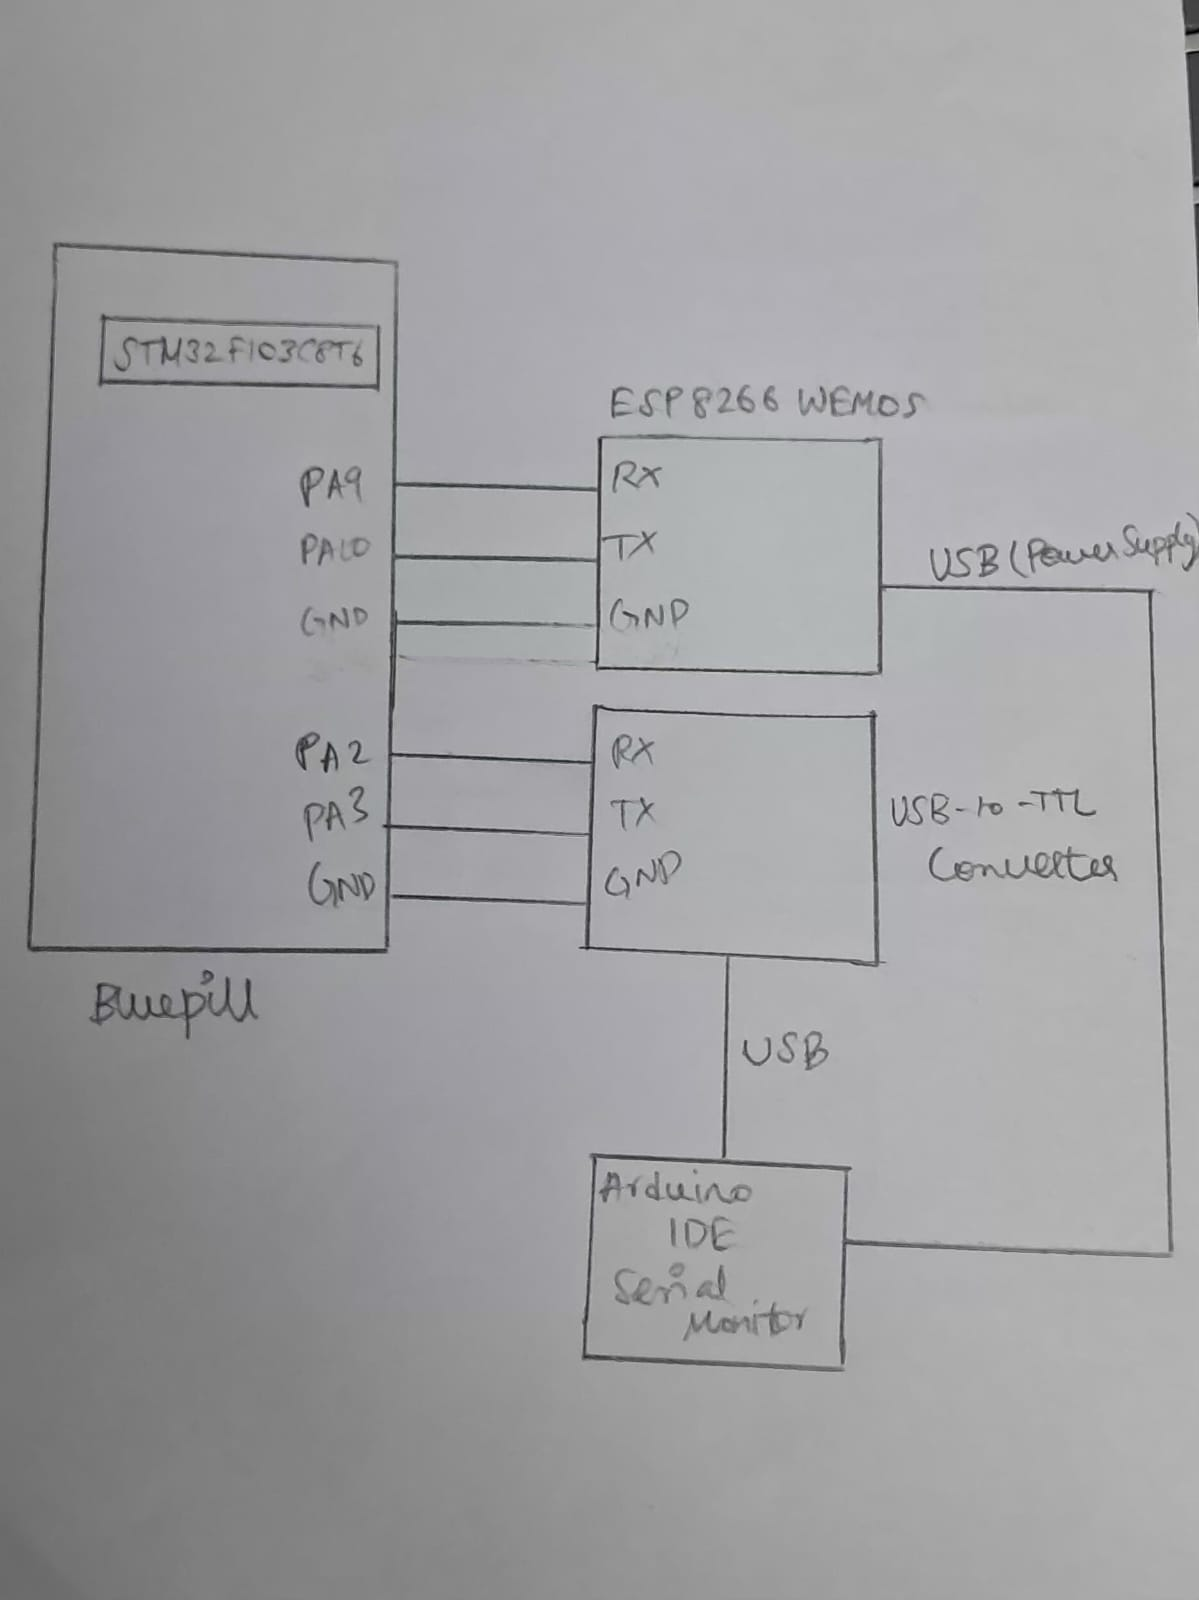 STM32F103C8T6
ESP8266 WEMOS
PA9
RX
PA10
TX
GND
GND
USB (Power Supply)
PA2
RX
PA3
TX
GND
GND
USB-to-TTL
Converter
Bluepill
USB
Arduino
IDE
Serial
Monitor